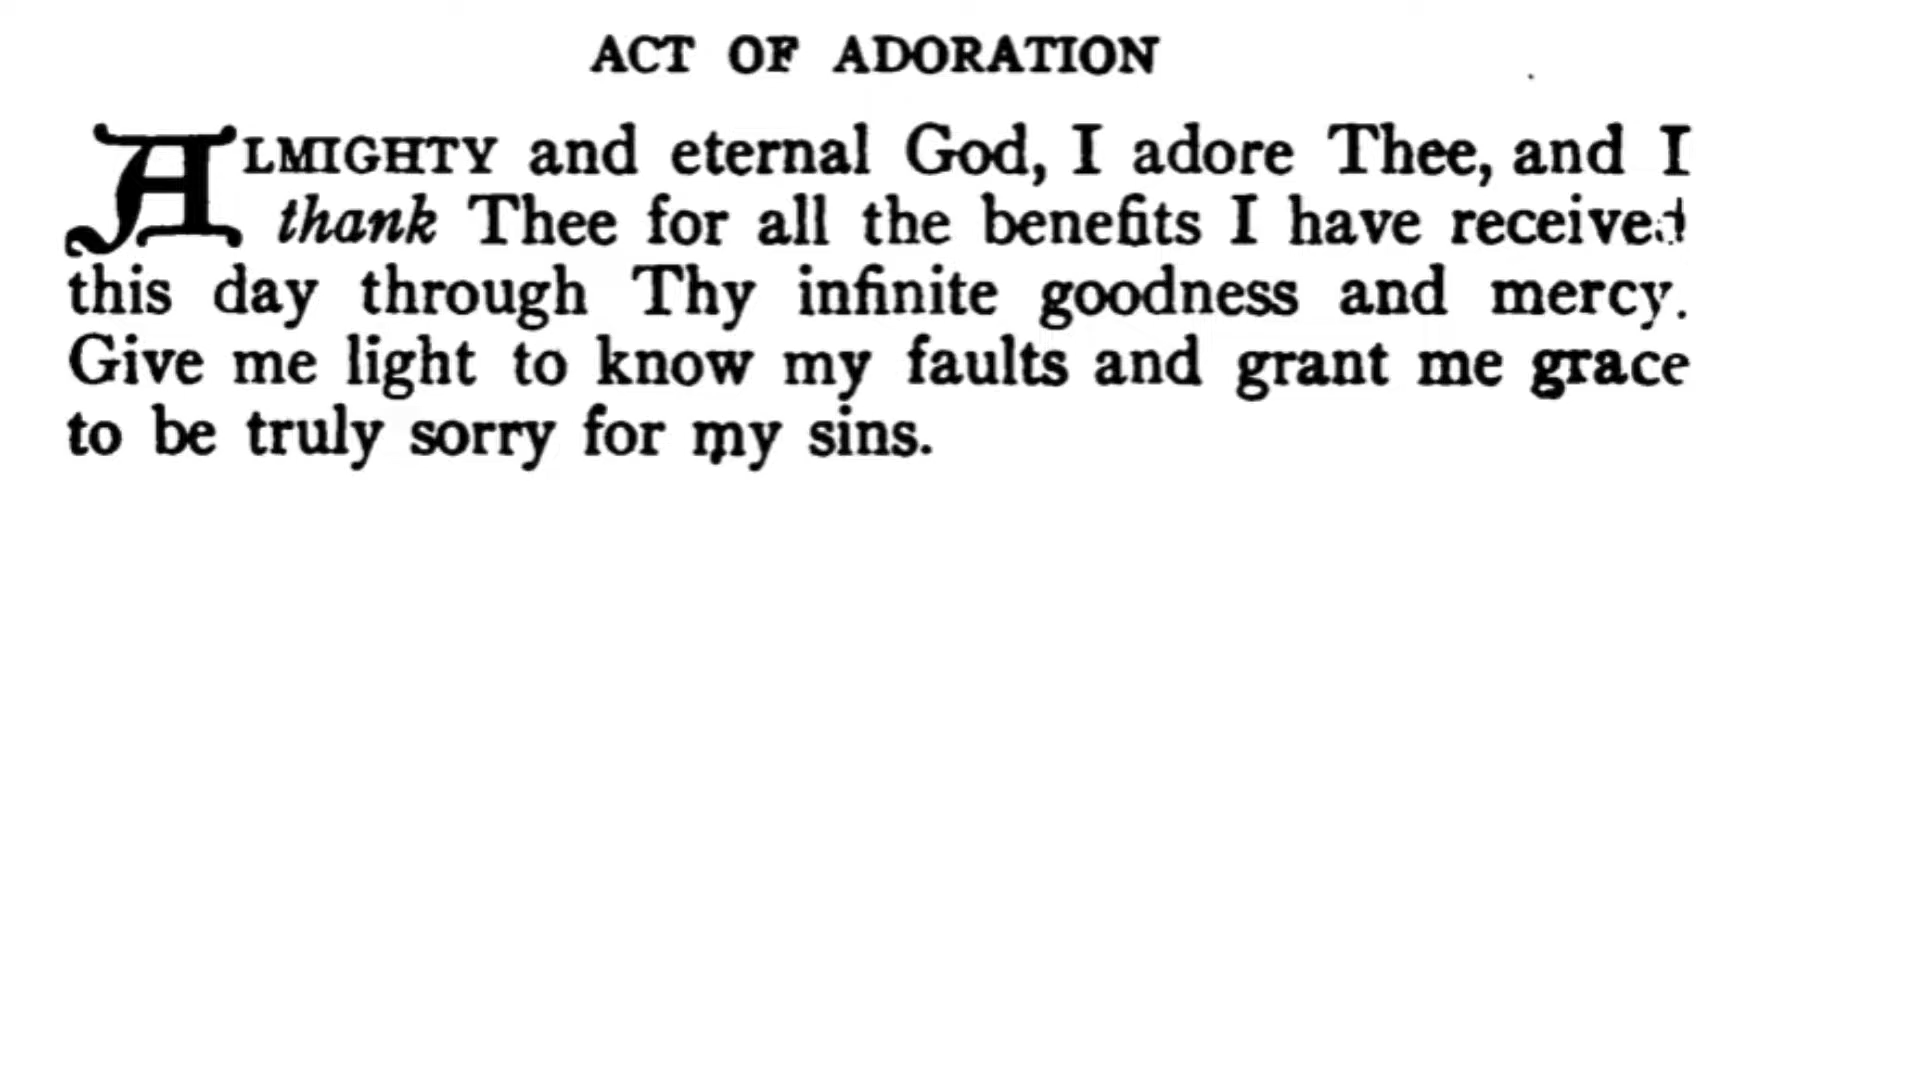 ACT OF ADORATION
ALMIGHTY and eternal God, I adore Thee, and I
thank Thee for all the benefits I have received
this day through Thy infinite goodness and mercy.
Give me light to know my faults and grant me grace
to be truly sorry for my sins.